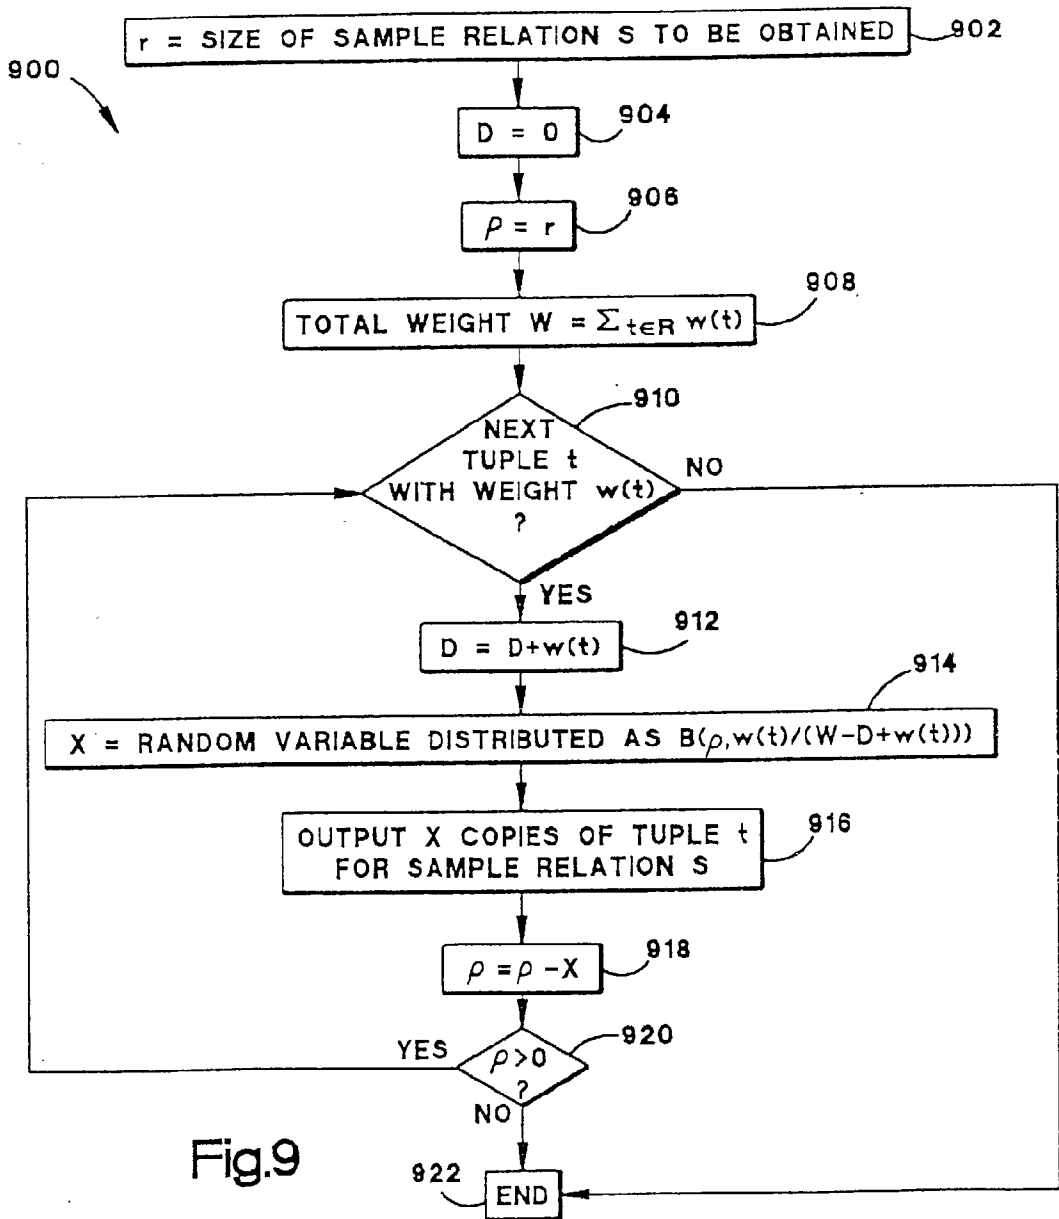 r = SIZE OF SAMPLE RELATION S TO BE OBTAINED
902
900
D = 0
904
ρ = r
906
TOTAL WEIGHT W = Σ t∈R w(t)
908
910
NEXT
TUPLE t
WITH WEIGHT w(t)
?
NO
YES
D = D+w(t)
912
914
X = RANDOM VARIABLE DISTRIBUTED AS B(ρ,w(t)/(W-D+w(t)))
OUTPUT X COPIES OF TUPLE t
FOR SAMPLE RELATION S
916
ρ = ρ - X
918
920
YES
ρ>0
?
NO
Fig.9
922
END